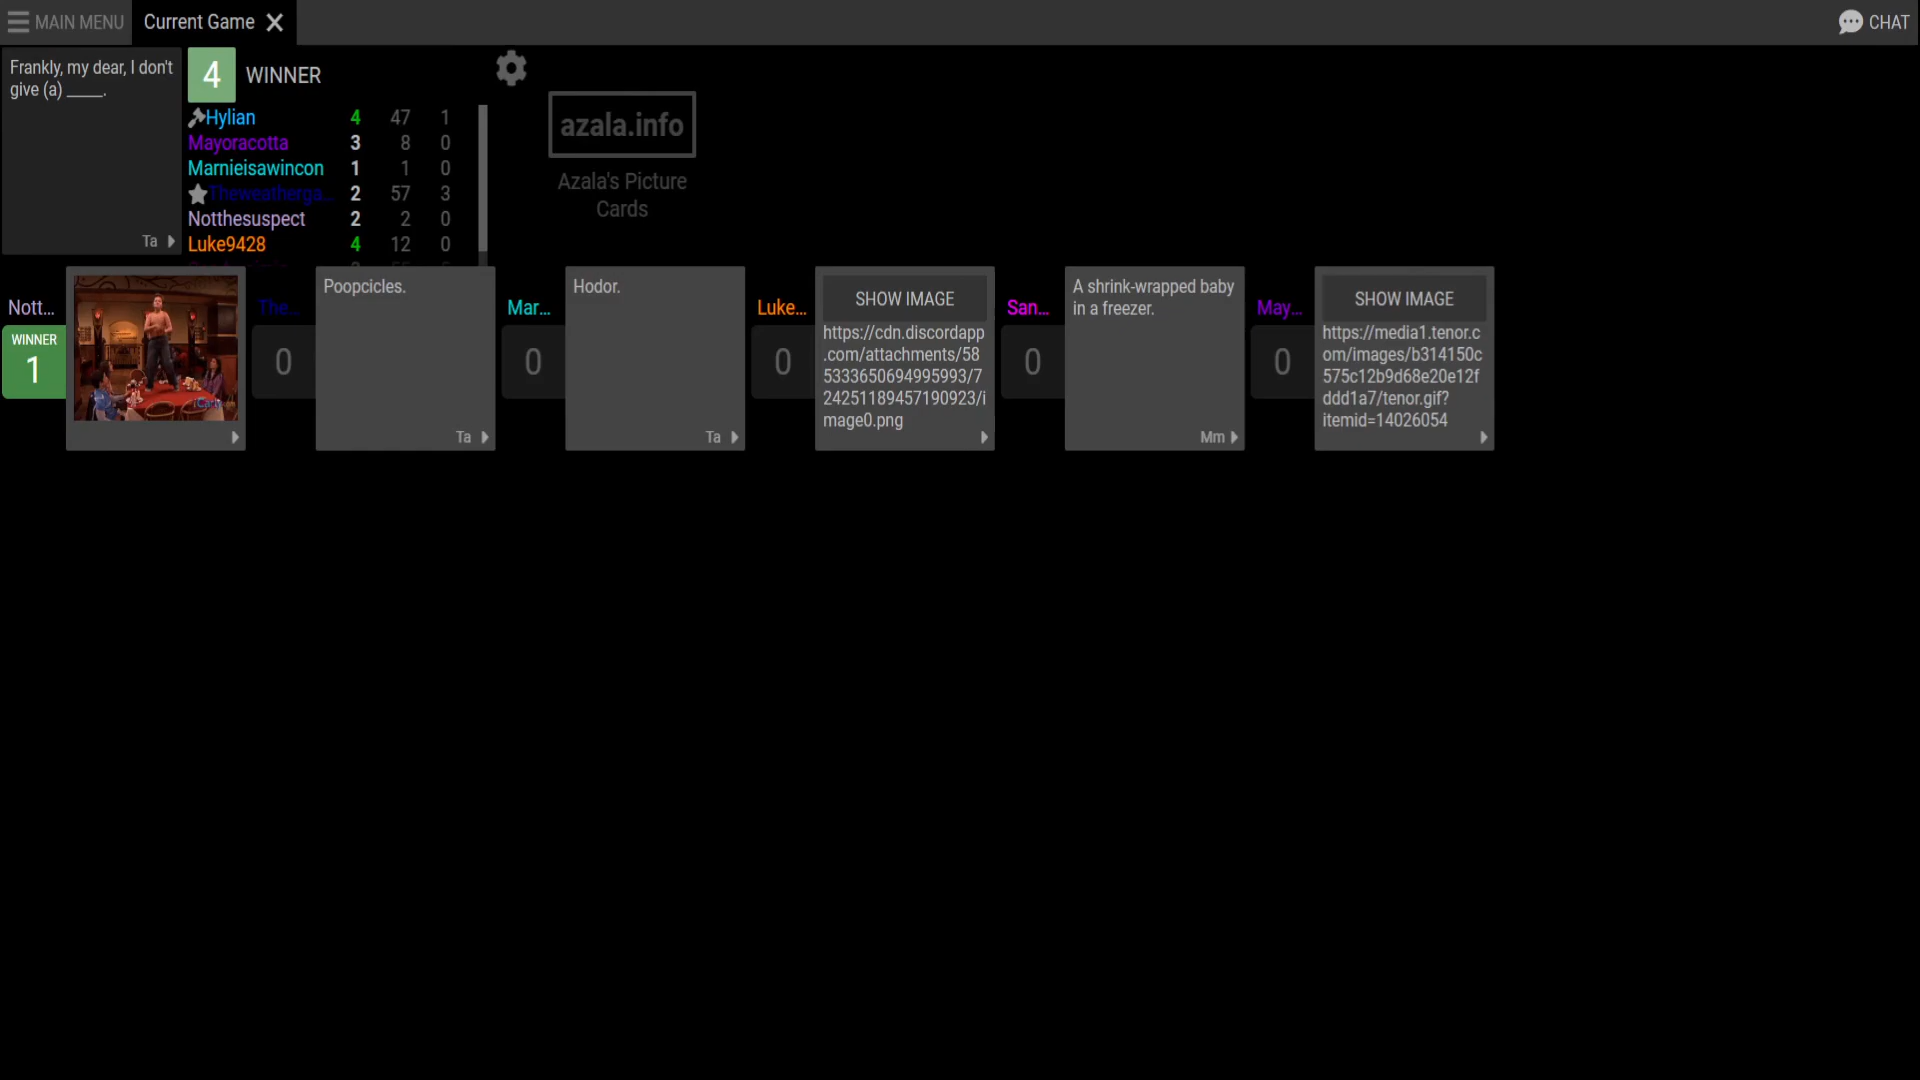 MAIN MENU
Current Game
CHAT
Frankly, my dear, I don't
give (a) _____.
Ta
4 WINNER
Hylian 4 47 1
Mayoracotta 3 8 0
Marnieisawincon 1 1 0
Theweatherga... 2 57 3
Notthesuspect 2 2 0
Luke9428 4 12 0
azala.info
Azala's Picture
Cards
Nott...
WINNER
1
The...
0
Poopcicles.
Ta
Mar...
0
Hodor.
Ta
Luke...
0
SHOW IMAGE
https://cdn.discordapp
.com/attachments/58
5333650694995993/7
24251189457190923/i
mage0.png
San...
0
A shrink-wrapped baby
in a freezer.
Mm
May...
0
SHOW IMAGE
https://media1.tenor.c
om/images/b314150c
575c12b9d68e20e12f
ddd1a7/tenor.gif?
itemid=14026054